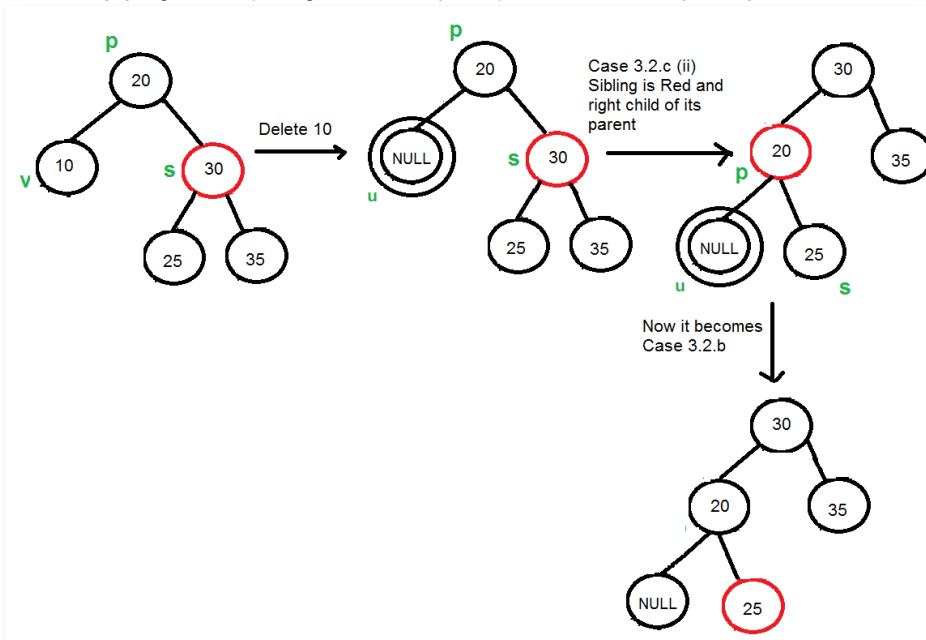 p
20
10
v
s
30
25
35
Delete 10
p
20
NULL
u
s
30
25
35
Case 3.2.c (ii)
Sibling is Red and
right child of its
parent
30
20
p
35
NULL
u
25
s
Now it becomes
Case 3.2.b
30
20
35
NULL
25